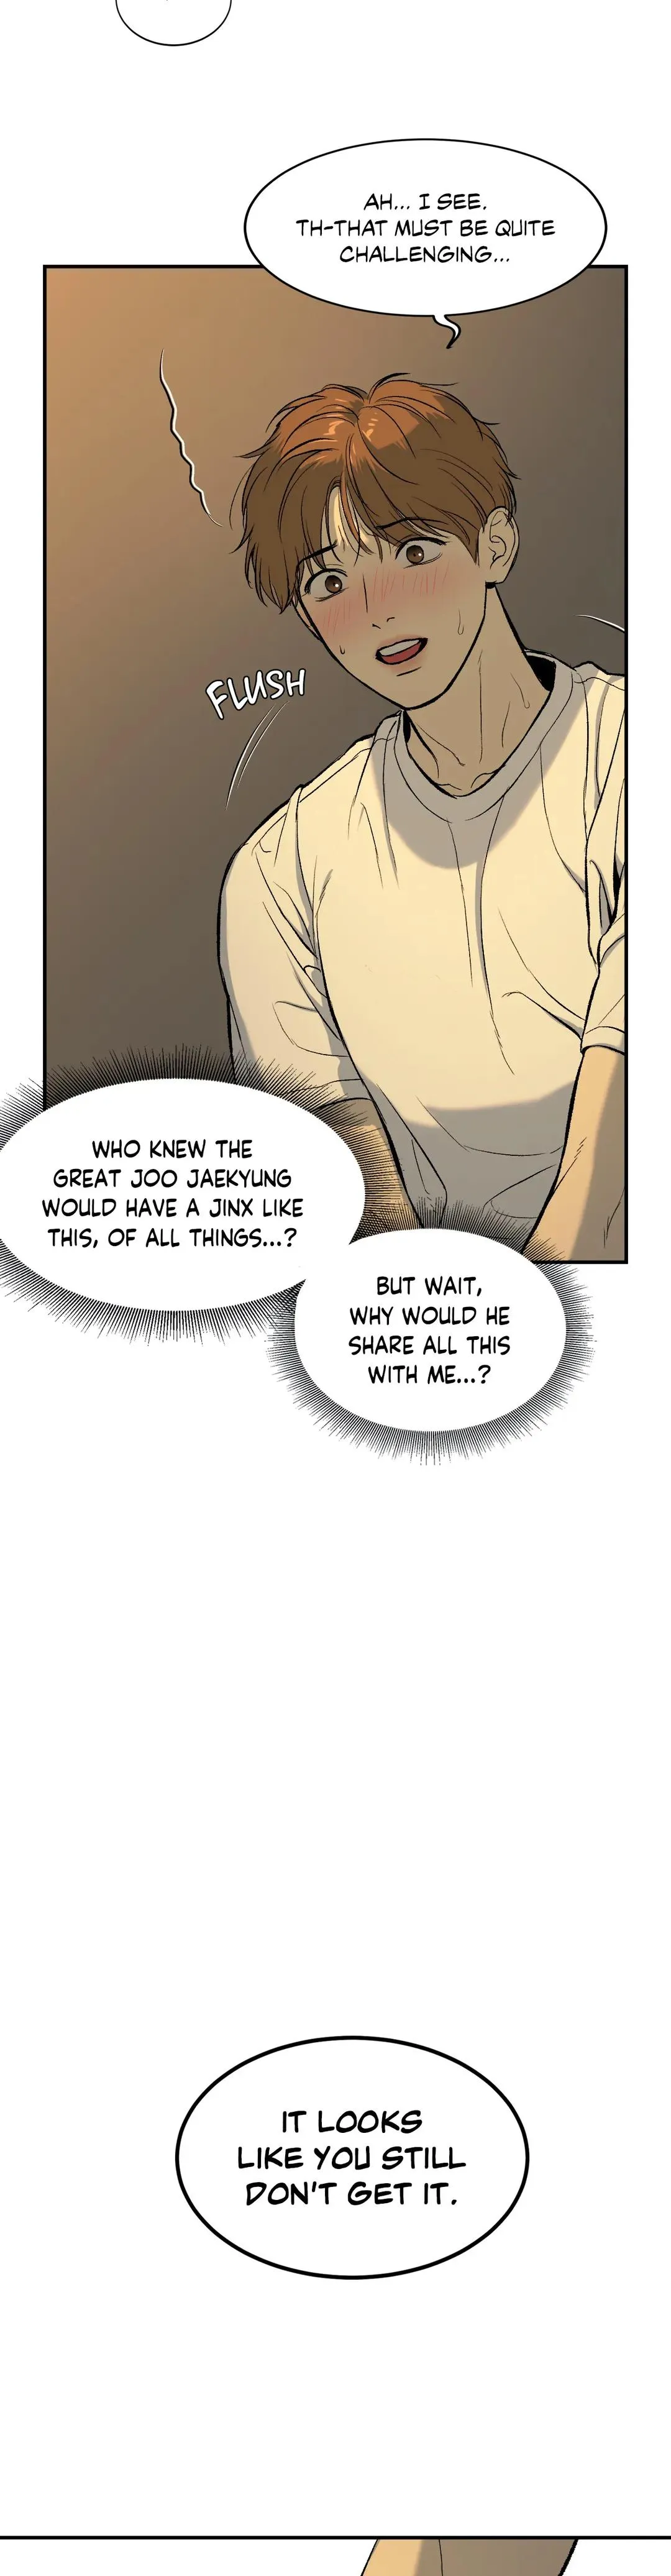 AH... I SEE.
TH-THAT MUST BE QUITE
CHALLENGING...
FLUSH
WHO KNEW THE
GREAT JOO JAEKYUNG
WOULD HAVE A JINX LIKE
THIS, OF ALL THINGS...?
BUT WAIT,
WHY WOULD HE
SHARE ALL THIS
WITH ME...?
IT LOOKS
LIKE YOU STILL
DON'T GET IT.